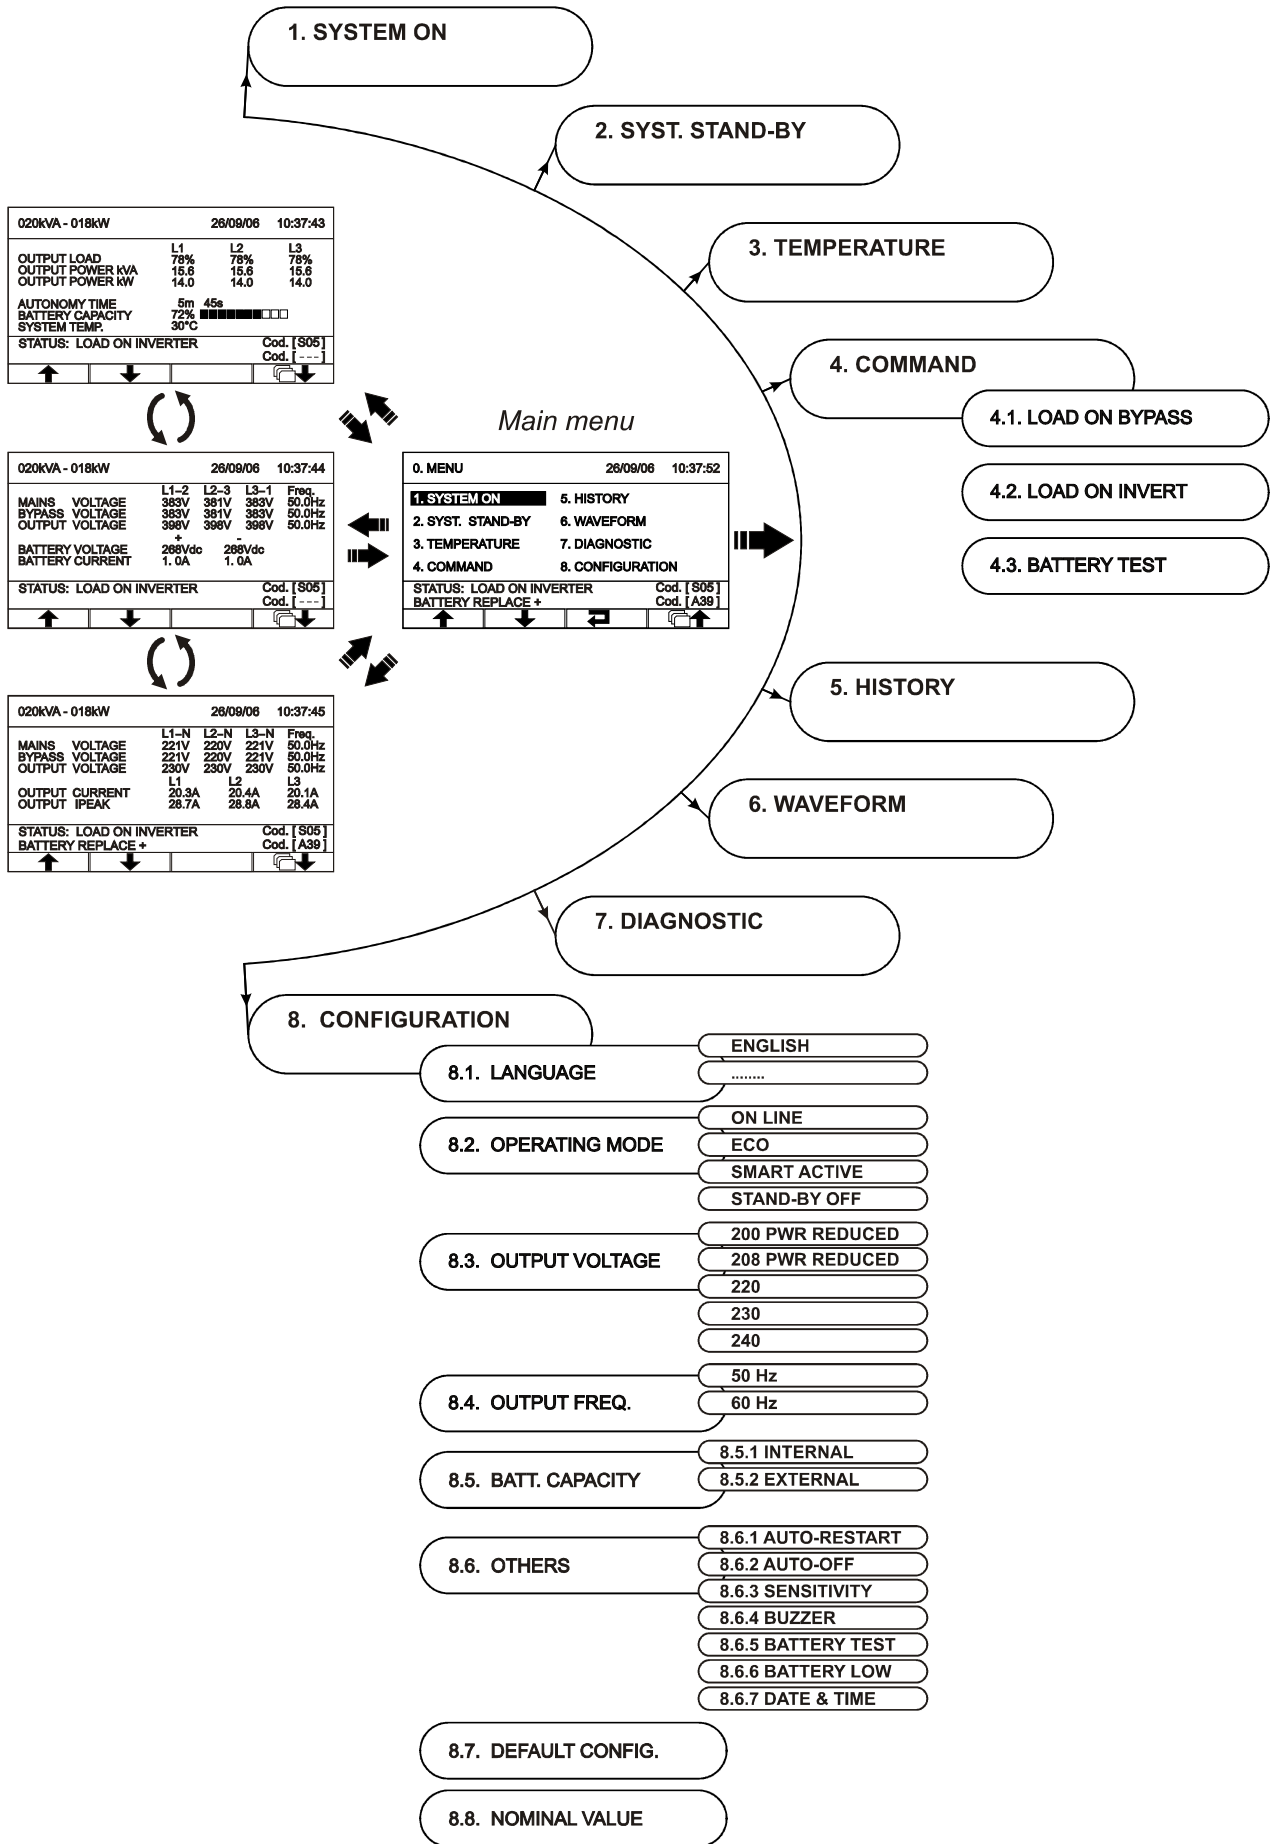 1. SYSTEM ON
2. SYST. STAND-BY
3. TEMPERATURE
4. COMMAND
4.1. LOAD ON BYPASS
4.2. LOAD ON INVERT
4.3. BATTERY TEST
020kVA - 018kW 26/09/06 10:37:43
L1 L2 L3
OUTPUT LOAD 78% 78% 78%
OUTPUT POWER kVA 15.6 15.6 15.6
OUTPUT POWER kW 14.0 14.0 14.0
AUTONOMY TIME 5m 45s
BATTERY CAPACITY 72%
SYSTEM TEMP. 30°C
STATUS: LOAD ON INVERTER Cod. [S05]
Cod. [---]
020kVA - 018kW 26/09/06 10:37:44
L1-2 L2-3 L3-1 Freq.
MAINS VOLTAGE 383V 381V 383V 50.0Hz
BYPASS VOLTAGE 383V 381V 383V 50.0Hz
OUTPUT VOLTAGE 398V 398V 398V 50.0Hz
+ -
BATTERY VOLTAGE 268Vdc 268Vdc
BATTERY CURRENT 1. 0A 1. 0A
STATUS: LOAD ON INVERTER Cod. [S05]
Cod. [---]
020kVA - 018kW 26/09/06 10:37:45
L1-N L2-N L3-N Freq.
MAINS VOLTAGE 221V 220V 221V 50.0Hz
BYPASS VOLTAGE 221V 220V 221V 50.0Hz
OUTPUT VOLTAGE 230V 230V 230V 50.0Hz
L1 L2 L3
OUTPUT CURRENT 20.3A 20.4A 20.1A
OUTPUT IPEAK 28.7A 28.8A 28.4A
STATUS: LOAD ON INVERTER Cod. [S05]
BATTERY REPLACE + Cod. [A39]
Main menu
0. MENU 26/09/06 10:37:52
1. SYSTEM ON 5. HISTORY
2. SYST. STAND-BY 6. WAVEFORM
3. TEMPERATURE 7. DIAGNOSTIC
4. COMMAND 8. CONFIGURATION
STATUS: LOAD ON INVERTER Cod. [S05]
BATTERY REPLACE + Cod. [A39]
5. HISTORY
6. WAVEFORM
7. DIAGNOSTIC
8. CONFIGURATION
8.1. LANGUAGE
ENGLISH
........
8.2. OPERATING MODE
ON LINE
ECO
SMART ACTIVE
STAND-BY OFF
8.3. OUTPUT VOLTAGE
200 PWR REDUCED
208 PWR REDUCED
220
230
240
8.4. OUTPUT FREQ.
50 Hz
60 Hz
8.5. BATT. CAPACITY
8.5.1 INTERNAL
8.5.2 EXTERNAL
8.6. OTHERS
8.6.1 AUTO-RESTART
8.6.2 AUTO-OFF
8.6.3 SENSITIVITY
8.6.4 BUZZER
8.6.5 BATTERY TEST
8.6.6 BATTERY LOW
8.6.7 DATE & TIME
8.7. DEFAULT CONFIG.
8.8. NOMINAL VALUE